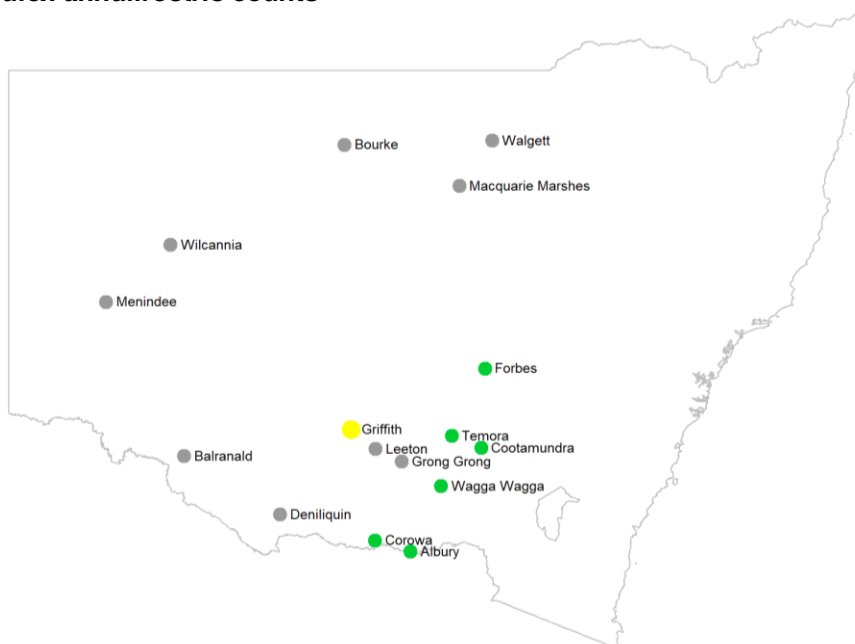 Bourke
Walgett
Macquarie Marshes
Wilcannia
Menindee
Forbes
Griffith
Temora
Leeton
Cootamundra
Balranald
Grong Grong
Wagga Wagga
Deniliquin
Corowa
Albury